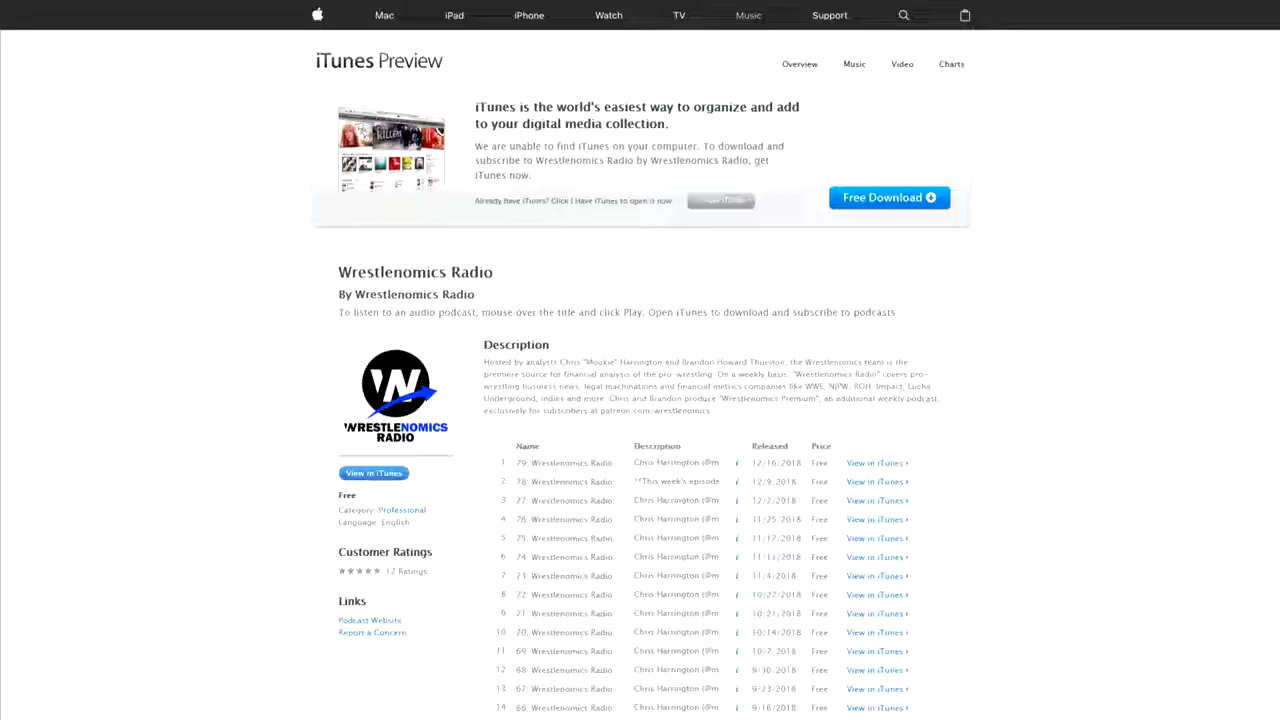 Mac iPad iPhone Watch TV Music Support
iTunes Preview
Overview Music Video Charts
iTunes is the world's easiest way to organize and add
to your digital media collection.
We are unable to find iTunes on your computer. To download and
subscribe to Wrestlenomics Radio by Wrestlenomics Radio, get
iTunes now.
Already have iTunes? Click I Have iTunes to open it now
Free Download
Wrestlenomics Radio
By Wrestlenomics Radio
To listen to an audio podcast, mouse over the title and click Play. Open iTunes to download and subscribe to podcasts
W
WRESTLENOMICS
RADIO
View in iTunes
Free
Category: Professional
Language: English
Customer Ratings
★★★★★ 12 Ratings
Links
Podcast Website
Report a Concern
Description
Hosted by analysts Chris "Mookie" Harrington and Brandon Howard Thurston, the Wrestlenomics team is the
premiere source for financial analysis of the pro-wrestling. On a weekly basis, "Wrestlenomics Radio" covers pro-
wrestling business news, legal machinations and financial metrics companies like WWE, NJPW, ROH, Impact, Lucha
Underground, indies and more. Chris and Brandon produce "Wrestlenomics Premium", an additional weekly podcast,
exclusively for subscribers at patreon.com/wrestlenomics
Name Description Released Price
1 79: Wrestlenomics Radio Chris Harrington (@m i 12/16/2018 Free View in iTunes
2 78: Wrestlenomics Radio: **This week's episode i 12/9/2018 Free View in iTunes
3 77: Wrestlenomics Radio Chris Harrington (@m i 12/2/2018 Free View in iTunes
4 76: Wrestlenomics Radio: Chris Harrington (@m i 11/25/2018 Free View in iTunes
5 75: Wrestlenomics Radio Chris Harrington (@m i 11/17/2018 Free View in iTunes
6 74: Wrestlenomics Radio: Chris Harrington (@m i 11/11/2018 Free View in iTunes
7 73: Wrestlenomics Radio Chris Harrington (@m i 11/4/2018 Free View in iTunes
8 72: Wrestlenomics Radio: Chris Harrington (@m i 10/27/2018 Free View in iTunes
9 71: Wrestlenomics Radio Chris Harrington (@m i 10/21/2018 Free View in iTunes
10 70: Wrestlenomics Radio Chris Harrington (@m i 10/14/2018 Free View in iTunes
11 69: Wrestlenomics Radio Chris Harrington (@m i 10/7/2018 Free View in iTunes
12 68: Wrestlenomics Radio Chris Harrington (@m i 9/30/2018 Free View in iTunes
13 67: Wrestlenomics Radio Chris Harrington (@m i 9/23/2018 Free View in iTunes
14 66: Wrestlenomics Radio: Chris Harrington (@m i 9/16/2018 Free View in iTunes